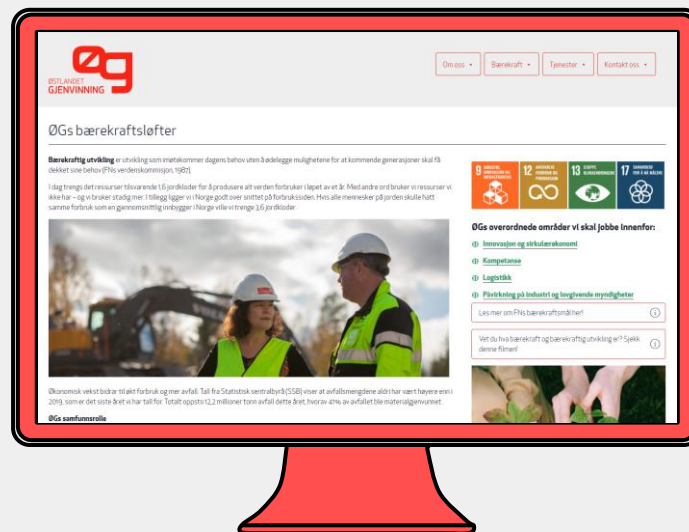 ØSTLANDET
GJENVINNING
Om oss
Bærekraft
Tjenester
Kontakt oss
ØGs bærekraftsløfter
Bærekraftig utvikling er utvikling som imøtekommer dagens behov uten å ødelegge mulighetene for at kommende generasjoner skal få
dekket sine behov (FNs verdenskommisjon, 1987).
I dag trengs det ressurser tilsvarende 1,6 jordkloder for å produsere alt verden forbruker i løpet av et år. Med andre ord bruker vi ressurser vi
ikke har – og vi bruker stadig mer. I tillegg ligger vi i Norge godt over snittet på forbrukssiden. Hvis alle mennesker på jorden skulle hatt
samme forbruk som en gjennomsnittlig innbygger i Norge ville vi trenge 3,6 jordkloder.
Økonomisk vekst bidrar til økt forbruk og mer avfall. Tall fra Statistisk sentralbyrå (SSB) viser at avfallsmengdene aldri har vært høyere enn i
2019, som er det siste året vi har tall for. Totalt oppsto 12,2 millioner tonn avfall dette året, hvorav 41% av avfallet ble materialgjenvunnet.
ØGs samfunnsrolle
9
12
13
17
ØGs overordnede områder vi skal jobbe innenfor:
Innovasjon og sirkulærøkonomi
Kompetanse
Logistikk
Påvirkning på industri og lovgivende myndigheter
Les mer om FNs bærekraftsmål her!
Vet du hva bærekraft og bærekraftig utvikling er? Sjekk
denne filmen!